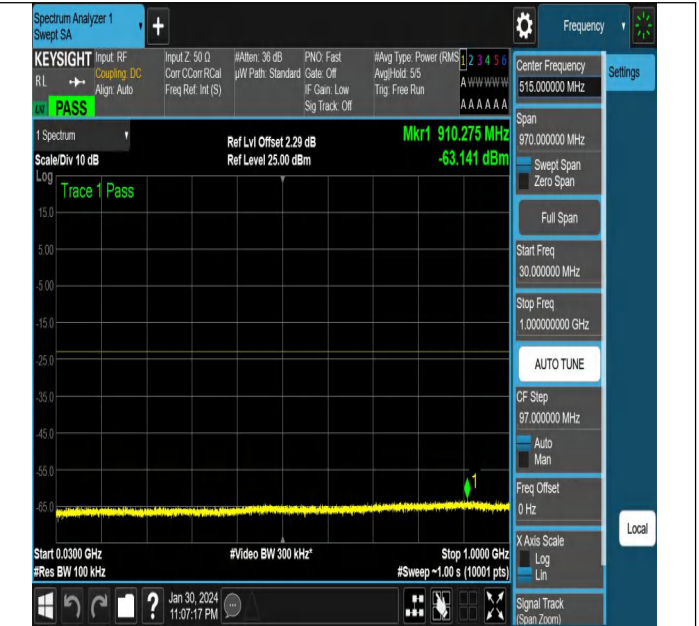 Spectrum Analyzer 1
Swept SA
+
Frequency
KEYSIGHT
RL
PASS
Input: RF
Coupling: DC
Align: Auto
Input Z: 50 Ω
Corr CCorr RCal
Freq Ref: Int (S)
#Atten: 36 dB
µW Path: Standard
PNO: Fast
Gate: Off
IF Gain: Low
Sig Track: Off
#Avg Type: Power (RMS
Avg|Hold: 5/5
Trig: Free Run
1 2 3 4 5 6
A W W W W W
A A A A A A
1 Spectrum
Scale/Div 10 dB
Ref Lvl Offset 2.29 dB
Ref Level 25.00 dBm
Mkr1 910.275 MHz
-63.141 dBm
Log
Trace 1 Pass
15.0
5.00
-5.00
-15.0
-25.0
-35.0
-45.0
-55.0
-65.0
1
Start 0.0300 GHz
#Res BW 100 kHz
#Video BW 300 kHz*
Stop 1.0000 GHz
#Sweep ~1.00 s (10001 pts)
?
Jan 30, 2024
11:07:17 PM
Center Frequency
515.000000 MHz
Settings
Span
970.000000 MHz
Swept Span
Zero Span
Full Span
Start Freq
30.000000 MHz
Stop Freq
1.000000000 GHz
AUTO TUNE
CF Step
97.000000 MHz
Auto
Man
Freq Offset
0 Hz
Local
X Axis Scale
Log
Lin
Signal Track
(Span Zoom)